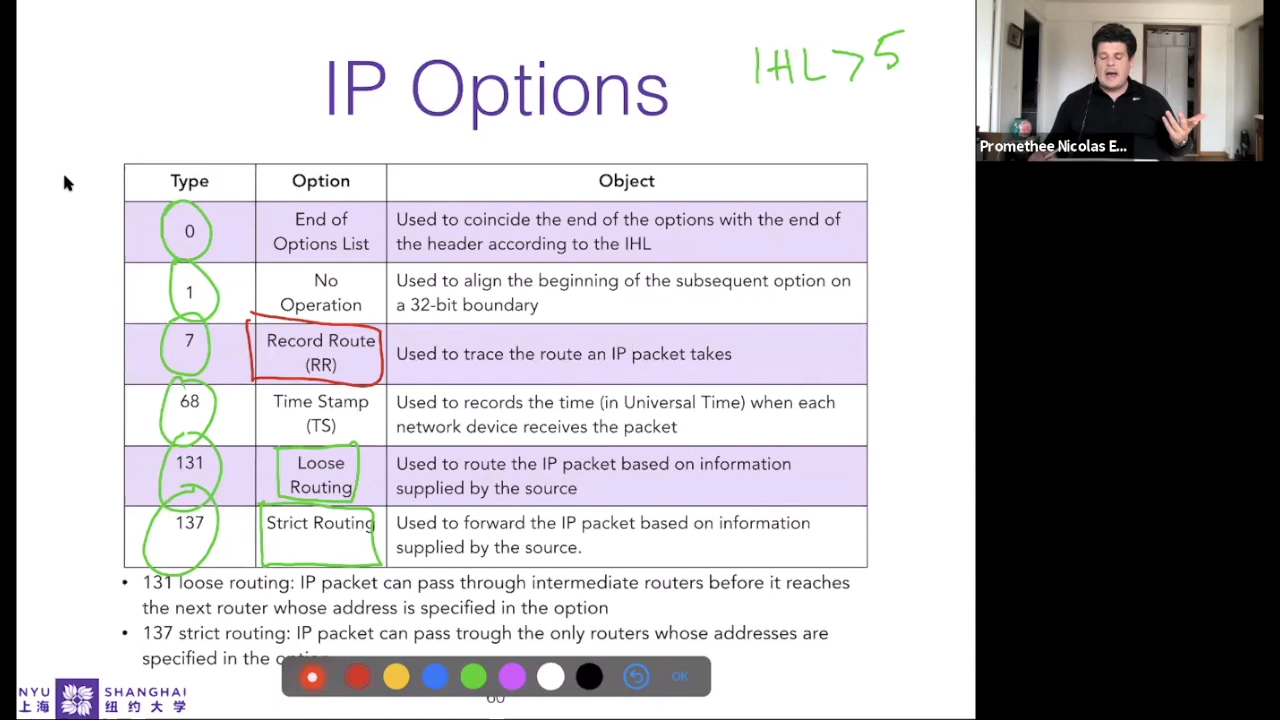 IP Options
IHL > 5
Promethee Nicolas E...
Type Option Object
0 End of Options List Used to coincide the end of the options with the end of
the header according to the IHL
1 No Operation Used to align the beginning of the subsequent option on
a 32-bit boundary
7 Record Route (RR) Used to trace the route an IP packet takes
68 Time Stamp (TS) Used to records the time (in Universal Time) when each
network device receives the packet
131 Loose Routing Used to route the IP packet based on information
supplied by the source
137 Strict Routing Used to forward the IP packet based on information
supplied by the source.
• 131 loose routing: IP packet can pass through intermediate routers before it reaches
the next router whose address is specified in the option
• 137 strict routing: IP packet can pass trough the only routers whose addresses are
specified in the option
OK
NYU SHANGHAI
上海 纽约大学
60